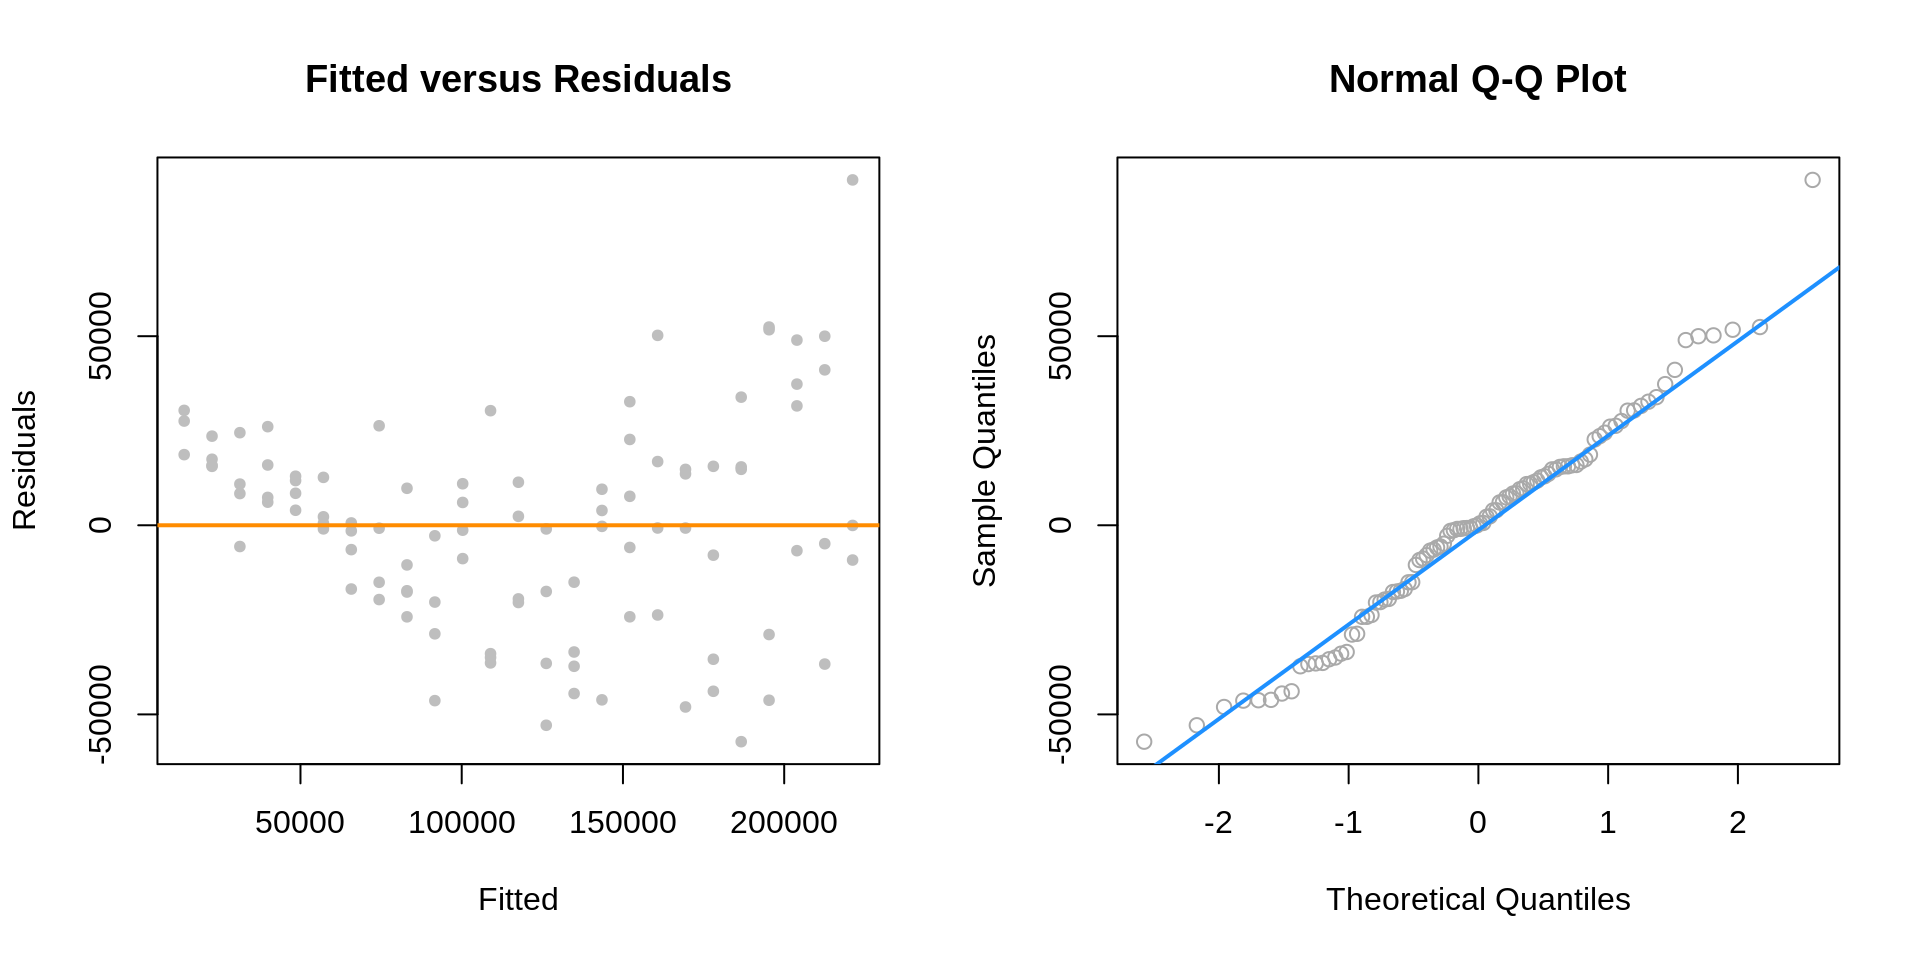 Fitted versus Residuals
Residuals
50000
0
-50000
50000
100000
150000
200000
Fitted
Normal Q-Q Plot
Sample Quantiles
50000
0
-50000
-2
-1
0
1
2
Theoretical Quantiles